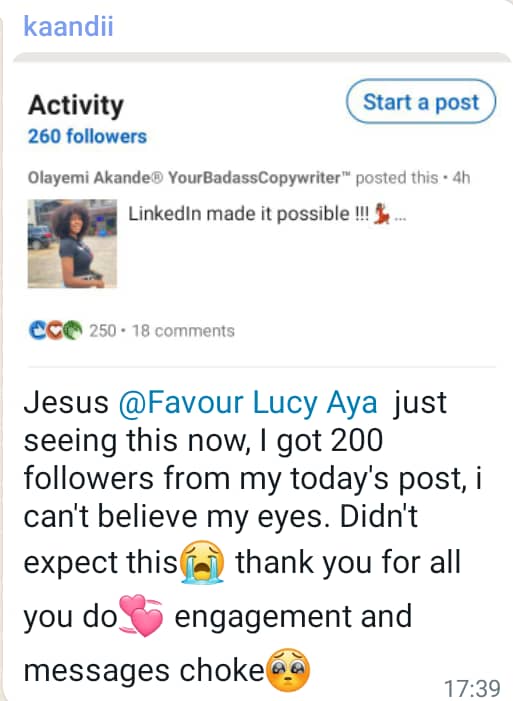 kaandii
Activity
Start a post
260 followers
Olayemi Akande® YourBadassCopywriter™ posted this • 4h
LinkedIn made it possible !!!💃...
250 • 18 comments
Jesus @Favour Lucy Aya just
seeing this now, I got 200
followers from my today's post, i
can't believe my eyes. Didn't
expect this😭 thank you for all
you do💞 engagement and
messages choke🥺
17:39